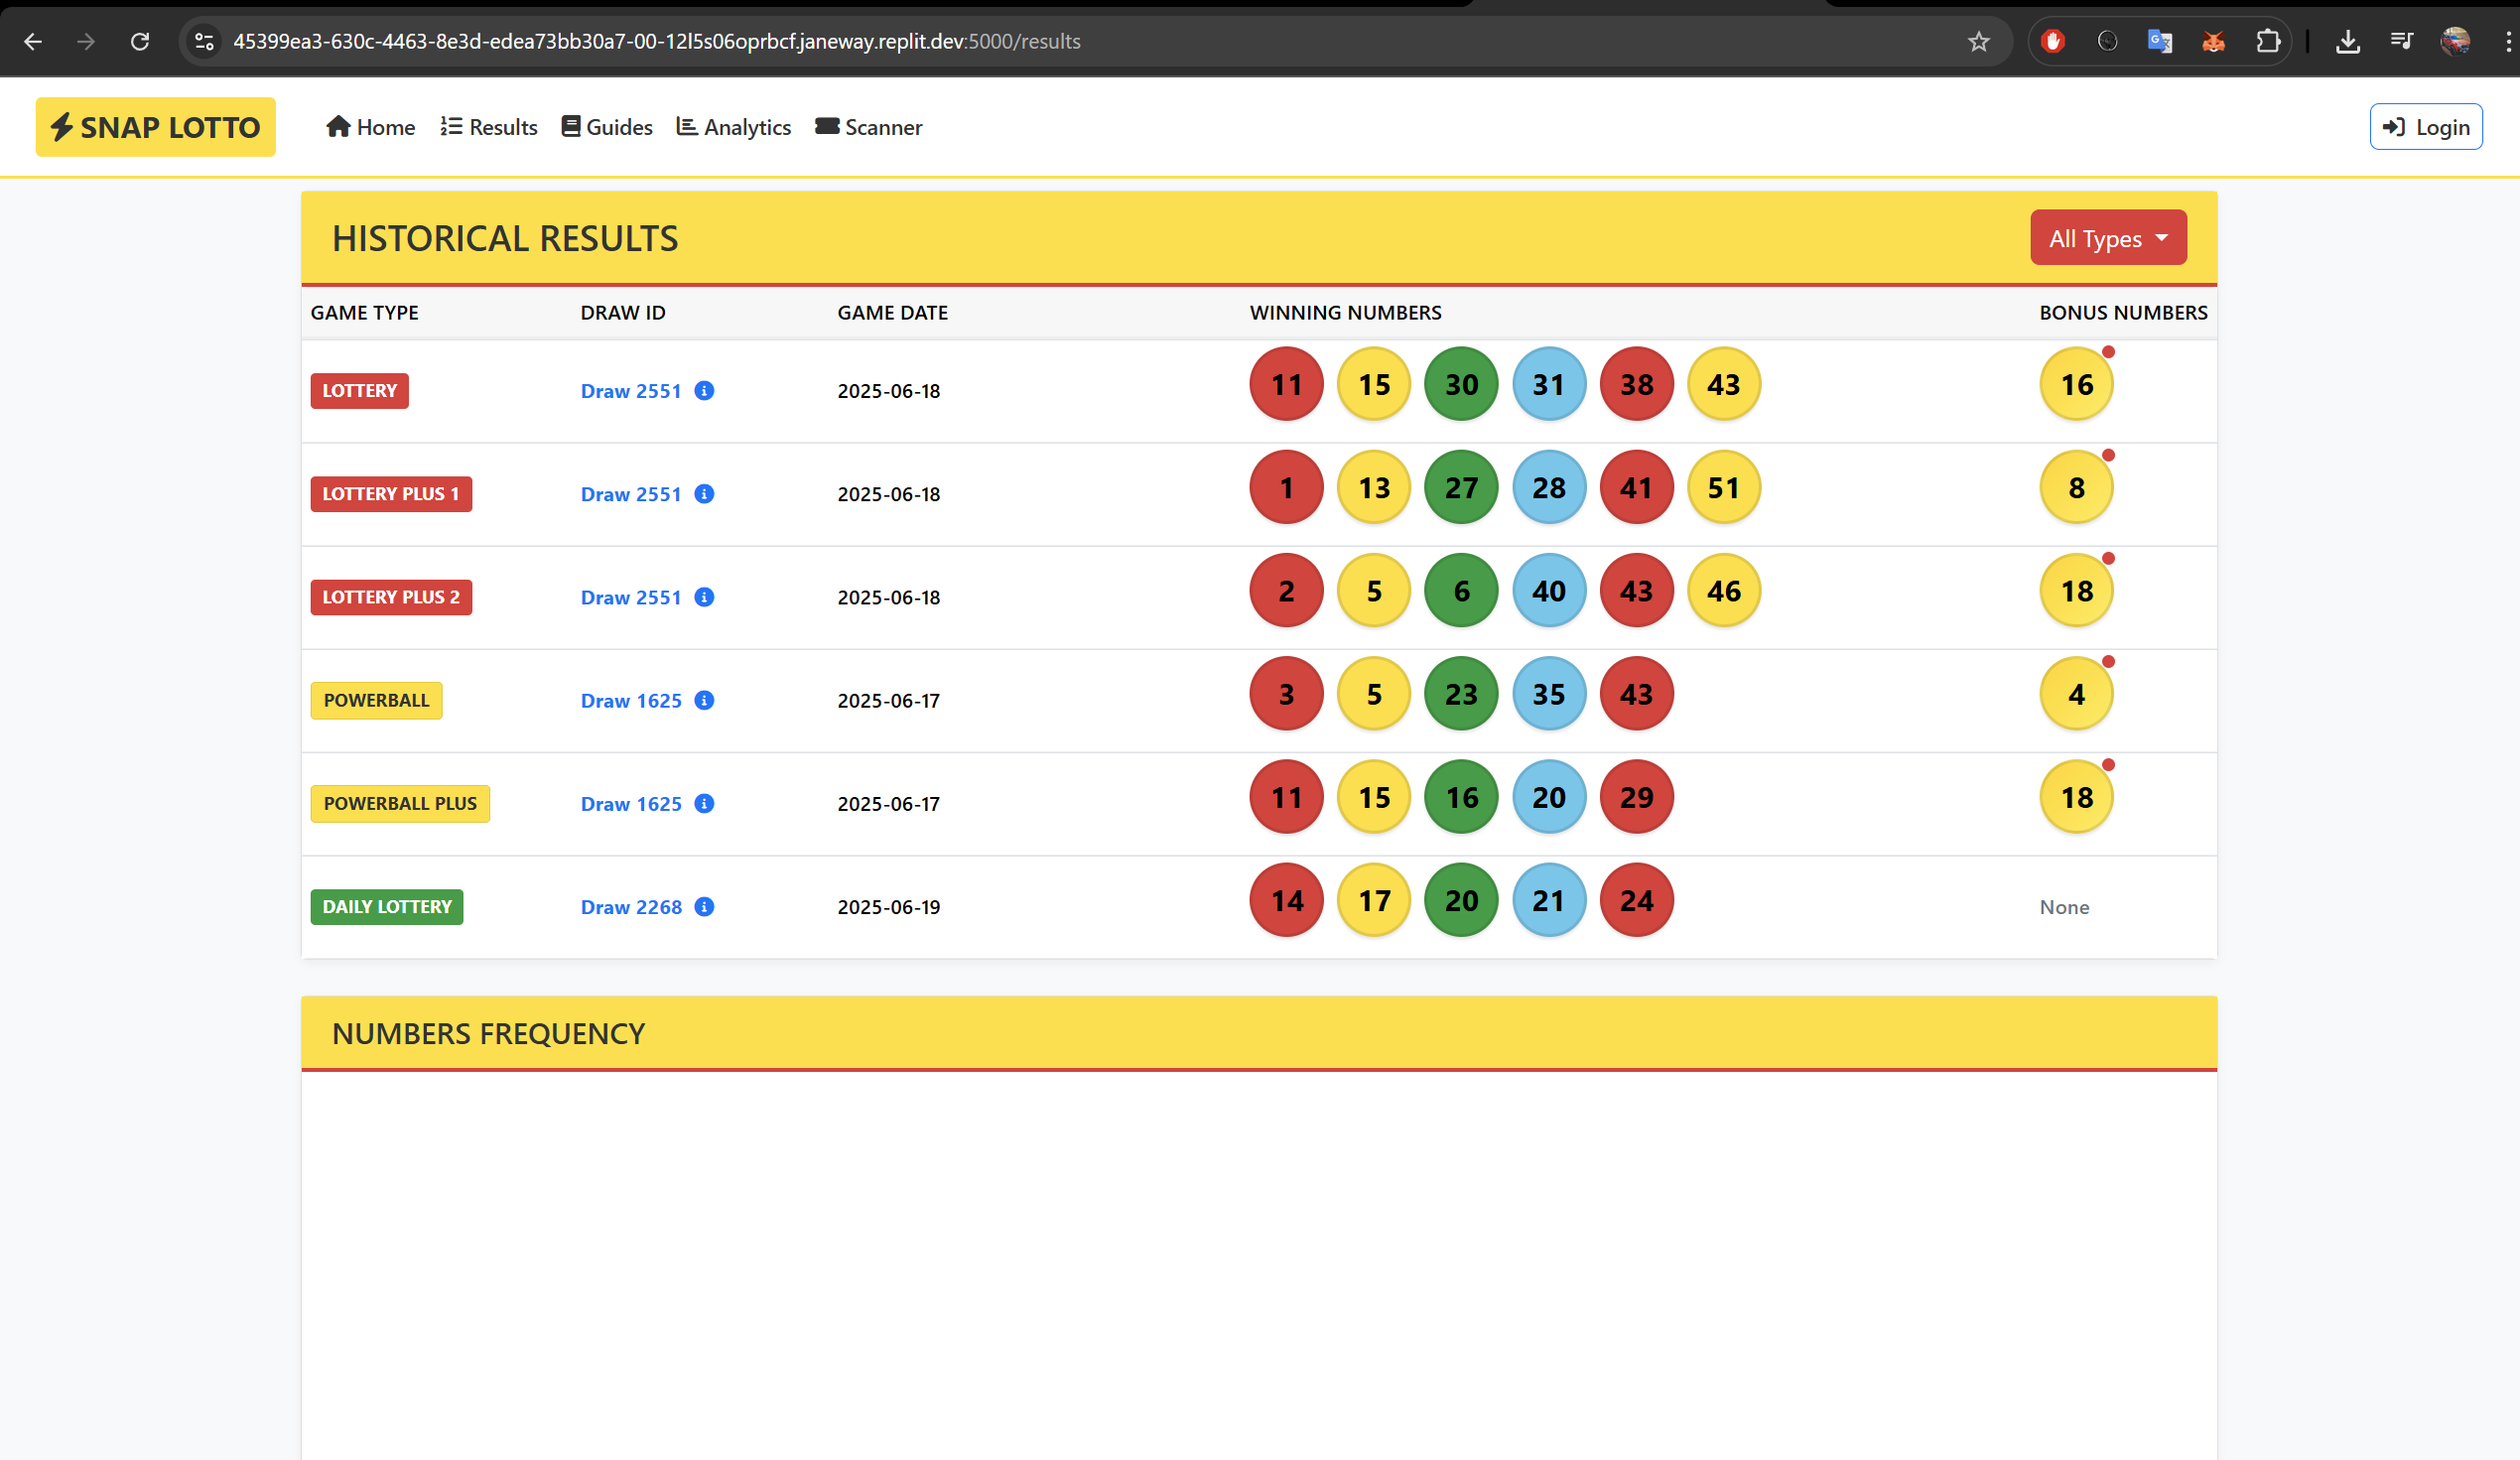 45399ea3-630c-4463-8e3d-edea73bb30a7-00-12l5s06oprbcf.janeway.replit.dev:5000/results
SNAP LOTTO Home Results Guides Analytics Scanner Login
HISTORICAL RESULTS All Types
GAME TYPE DRAW ID GAME DATE WINNING NUMBERS BONUS NUMBERS
LOTTERY Draw 2551 2025-06-18 11 15 30 31 38 43 16
LOTTERY PLUS 1 Draw 2551 2025-06-18 1 13 27 28 41 51 8
LOTTERY PLUS 2 Draw 2551 2025-06-18 2 5 6 40 43 46 18
POWERBALL Draw 1625 2025-06-17 3 5 23 35 43 4
POWERBALL PLUS Draw 1625 2025-06-17 11 15 16 20 29 18
DAILY LOTTERY Draw 2268 2025-06-19 14 17 20 21 24 None
NUMBERS FREQUENCY